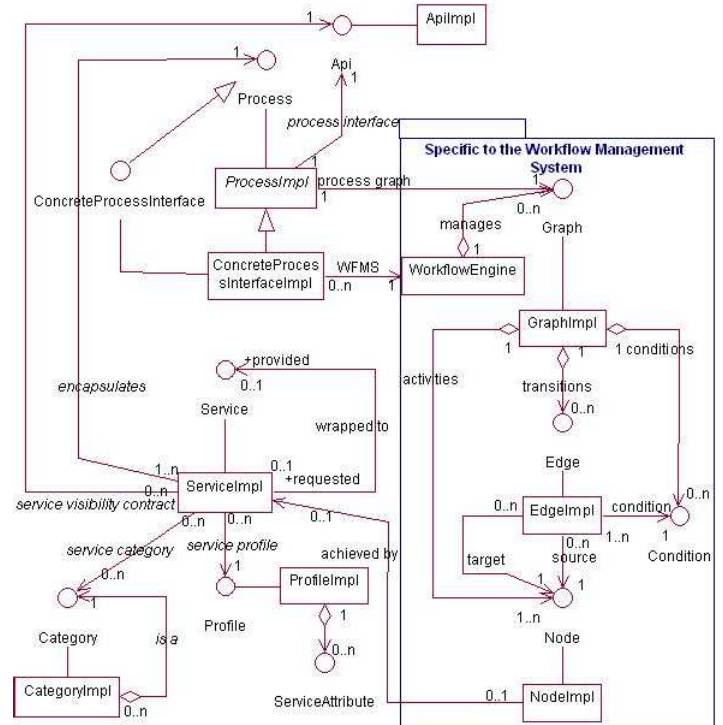 1
ApiImpl
1
Api
1
Process
process interface
Specific to the Workflow Management
System
1
ProcessImpl
process graph
1
1
0..n
ConcreteProcessInterface
manages
Graph
ConcreteProces
sInterfaceImpl
WFMS
0..n
1
1
WorkflowEngine
GraphImpl
1
1
1
conditions
+provided
0..1
encapsulates
activities
transitions
0..n
Service
wrapped to
1..n
0..1
+requested
Edge
0..n
ServiceImpl
service visibility contract
0..n
0..n
0..n
0..1
0..n
EdgeImpl
condition
0..n
1..n
1
Condition
service category
service profile
achieved by
target
source
0..n
1
ProfileImpl
1
1
1
1
1..n
Category
is a
Profile
0..n
Node
CategoryImpl
0..n
ServiceAttribute
0..1
NodeImpl